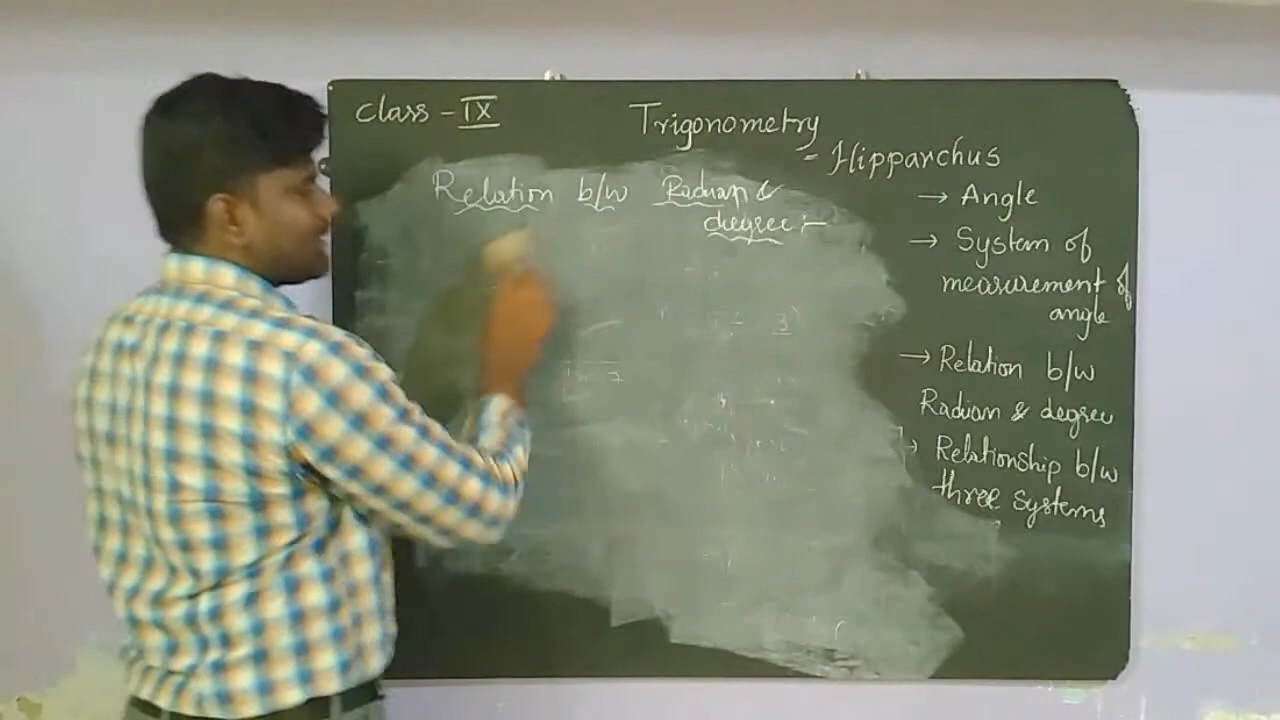 Class - IX
Trigonometry
- Hipparchus
Relation b/w Radian &
degree :-
→ Angle
→ System of
measurement of
angle
→ Relation b/w
Radian & degree
→ Relationship b/w
three systems